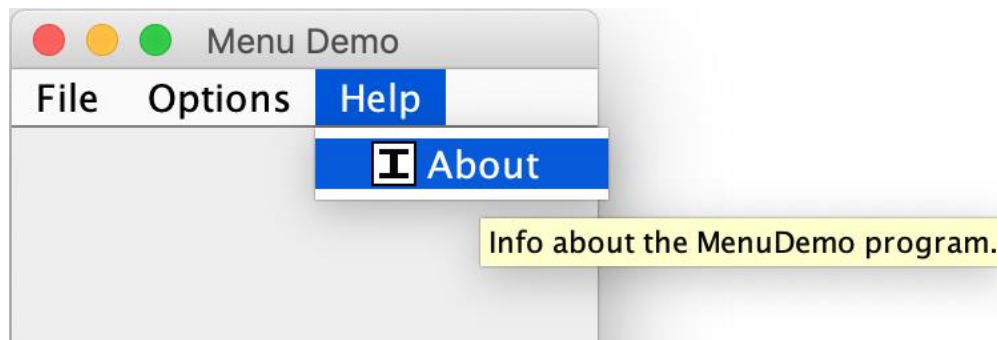 Menu Demo
File Options Help
I About
Info about the MenuDemo program.